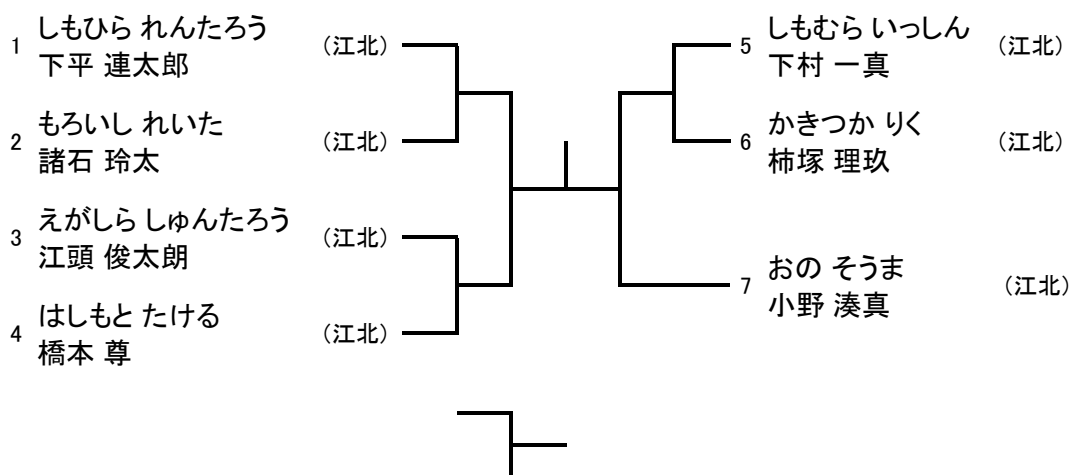 1 しもひら れんたろう (江北)
下平 連太郎
2 もろいし れいた (江北)
諸石 玲太
3 えがしら しゅんたろう (江北)
江頭 俊太朗
4 はしもと たける (江北)
橋本 尊
5 しもむら いっしん (江北)
下村 一真
6 かきつか りく (江北)
柿塚 理玖
7 おの そうま (江北)
小野 湊真